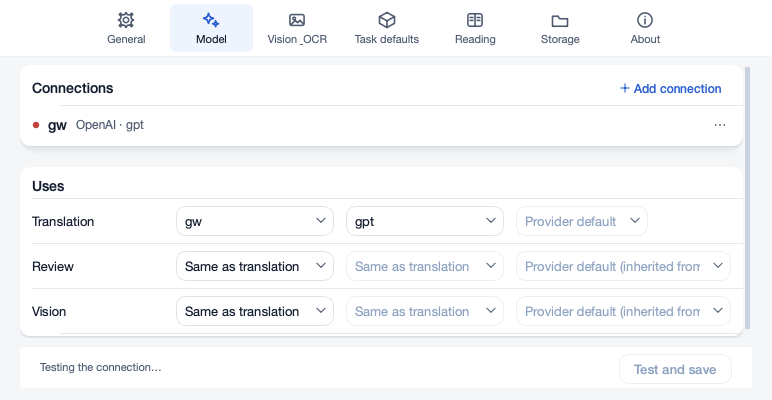 General
Model
Vision _OCR
Task defaults
Reading
Storage
About
Connections
+ Add connection
gw OpenAI · gpt ...
Uses
Translation gw gpt Provider default
Review Same as translation Same as translation Provider default (inherited from
Vision Same as translation Same as translation Provider default (inherited from
Testing the connection...
Test and save